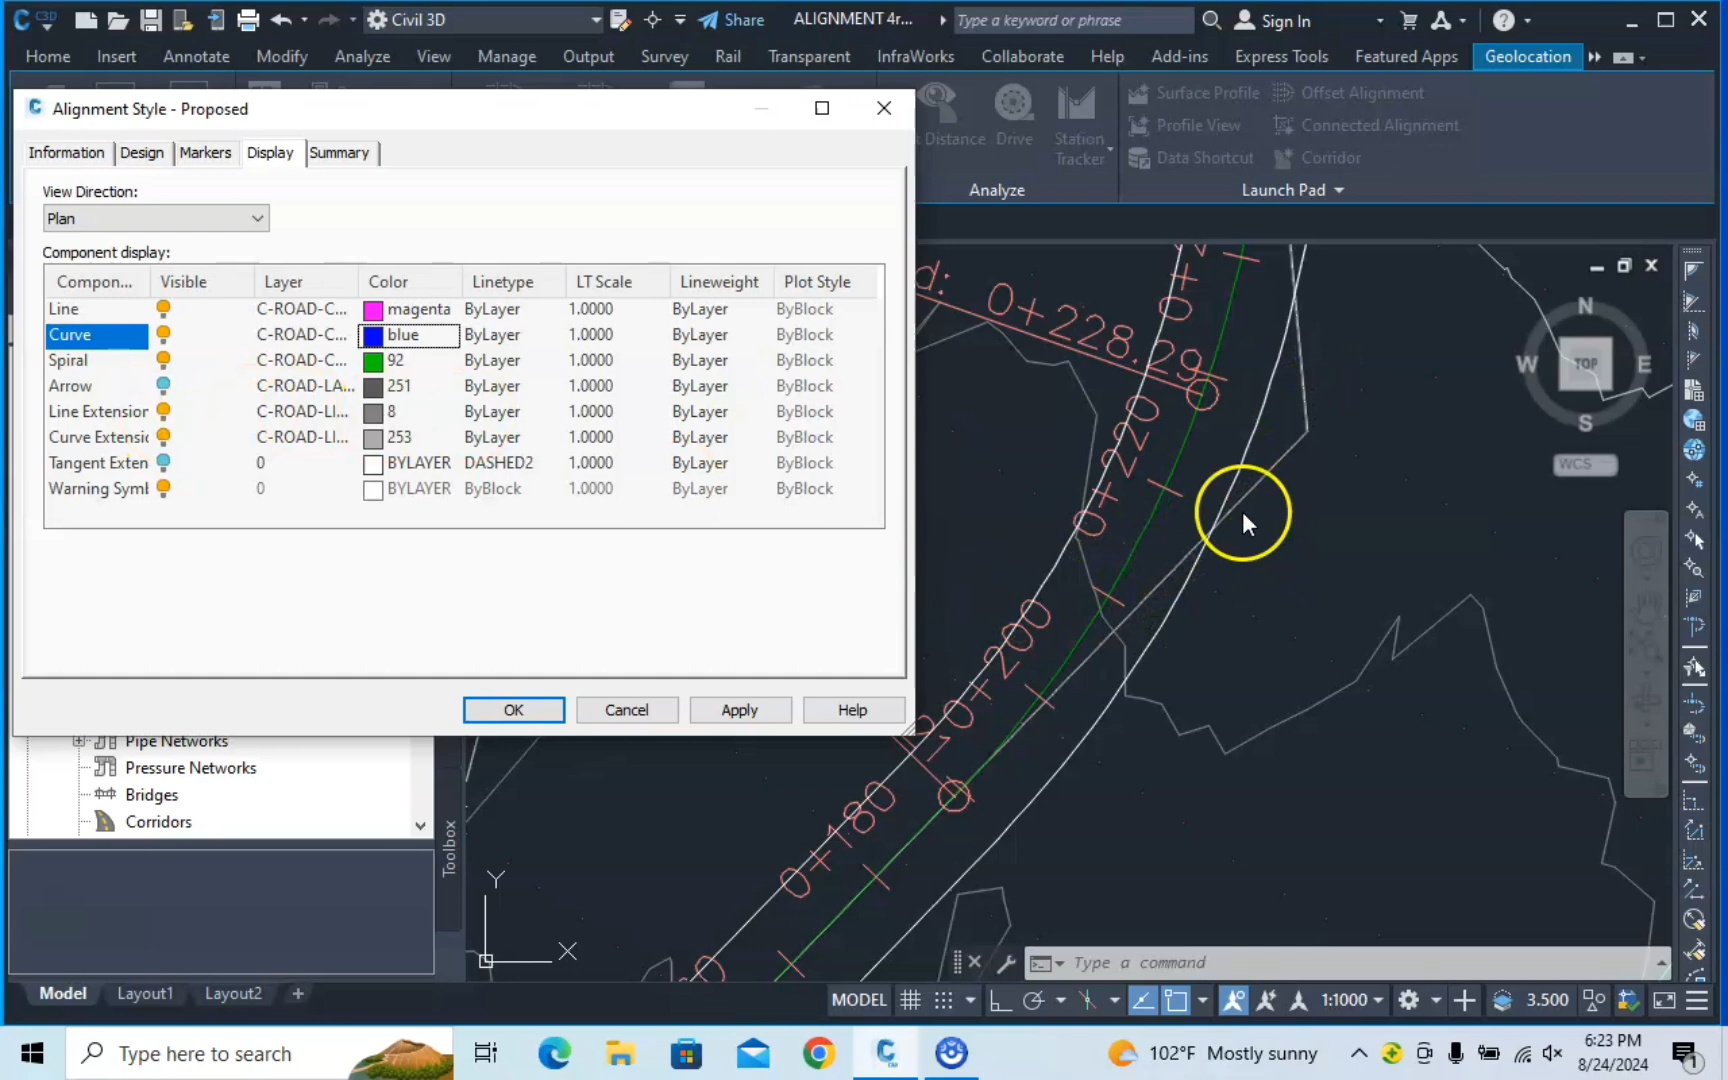 C3D Civil 3D Share ALIGNMENT 4r... Type a keyword or phrase Sign In
Home Insert Annotate Modify Analyze View Manage Output Survey Rail Transparent InfraWorks Collaborate Help Add-ins Express Tools Featured Apps Geolocation
Alignment Style - Proposed
Information Design Markers Display Summary
View Direction:
Plan
Component display:
Compon... Visible Layer Color Linetype LT Scale Lineweight Plot Style
Line C-ROAD-C... magenta ByLayer 1.0000 ByLayer ByBlock
Curve C-ROAD-C... blue ByLayer 1.0000 ByLayer ByBlock
Spiral C-ROAD-C... 92 ByLayer 1.0000 ByLayer ByBlock
Arrow C-ROAD-LA... 251 ByLayer 1.0000 ByLayer ByBlock
Line Extension C-ROAD-LI... 8 ByLayer 1.0000 ByLayer ByBlock
Curve Extensi C-ROAD-LI... 253 ByLayer 1.0000 ByLayer ByBlock
Tangent Exten 0 BYLAYER DASHED2 1.0000 ByLayer ByBlock
Warning Symb 0 BYLAYER ByBlock 1.0000 ByLayer ByBlock
OK Cancel Apply Help
Distance Drive Station Tracker
Analyze
Surface Profile Offset Alignment
Profile View Connected Alignment
Data Shortcut Corridor
Launch Pad
d: 0+228.29
0+220
0+200
0+180
N
W TOP E
S
WCS
Pipe Networks
Pressure Networks
Bridges
Corridors
Toolbox
Y
X
Type a command
Model Layout1 Layout2 +
MODEL 1:1000 3.500
Type here to search
102°F Mostly sunny
6:23 PM
8/24/2024
1